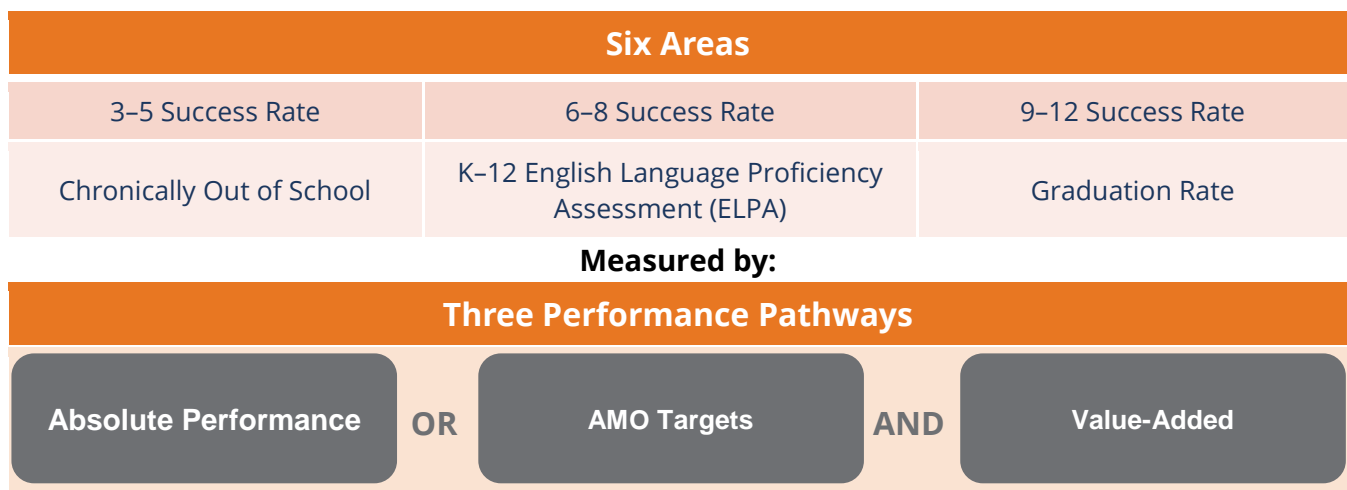 Six Areas
3–5 Success Rate
6–8 Success Rate
9–12 Success Rate
Chronically Out of School
K–12 English Language Proficiency
Assessment (ELPA)
Graduation Rate
Measured by:
Three Performance Pathways
Absolute Performance
OR
AMO Targets
AND
Value-Added